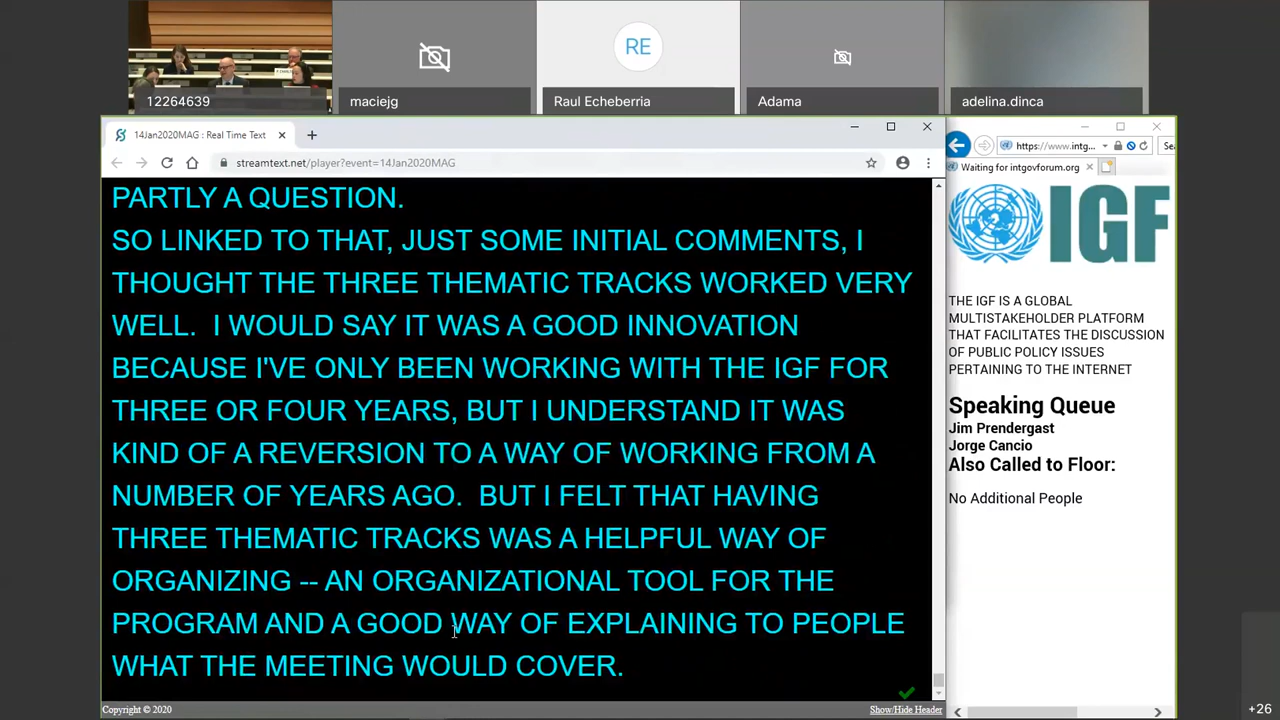 12264639
maciejg
RE
Raul Echeberria
Adama
adelina.dinca
14Jan2020MAG : Real Time Text
streamtext.net/player?event=14Jan2020MAG
PARTLY A QUESTION.
SO LINKED TO THAT, JUST SOME INITIAL COMMENTS, I
THOUGHT THE THREE THEMATIC TRACKS WORKED VERY
WELL.  I WOULD SAY IT WAS A GOOD INNOVATION
BECAUSE I'VE ONLY BEEN WORKING WITH THE IGF FOR
THREE OR FOUR YEARS, BUT I UNDERSTAND IT WAS
KIND OF A REVERSION TO A WAY OF WORKING FROM A
NUMBER OF YEARS AGO.  BUT I FELT THAT HAVING
THREE THEMATIC TRACKS WAS A HELPFUL WAY OF
ORGANIZING -- AN ORGANIZATIONAL TOOL FOR THE
PROGRAM AND A GOOD WAY OF EXPLAINING TO PEOPLE
WHAT THE MEETING WOULD COVER.
Copyright © 2020
Show/Hide Header
https://www.intg...
Sea
Waiting for intgovforum.org
IGF
THE IGF IS A GLOBAL
MULTISTAKEHOLDER PLATFORM
THAT FACILITATES THE DISCUSSION
OF PUBLIC POLICY ISSUES
PERTAINING TO THE INTERNET
Speaking Queue
Jim Prendergast
Jorge Cancio
Also Called to Floor:
No Additional People
+26